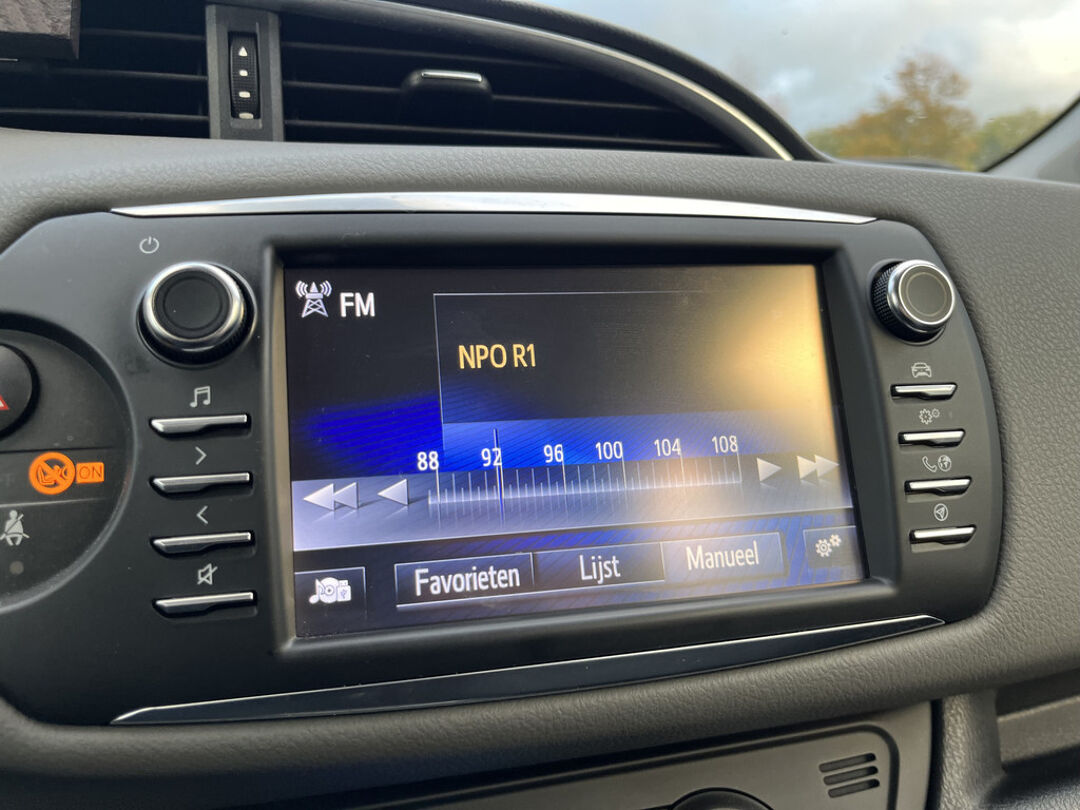 FM
NPO R1
88 92 96 100 104 108
ON
Favorieten Lijst Manueel